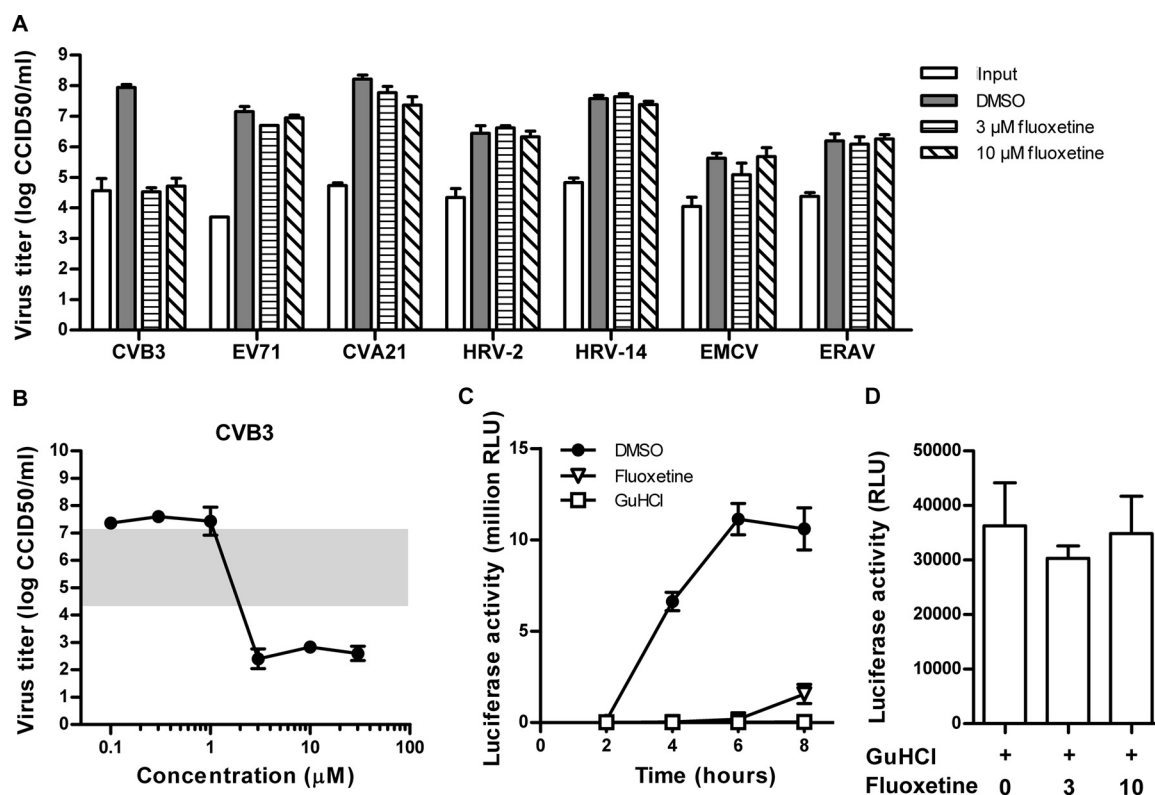 A
Virus titer (log CCID50/ml)
9
8
7
6
5
4
3
2
1
0
CVB3 EV71 CVA21 HRV-2 HRV-14 EMCV ERAV
Input
DMSO
3 µM fluoxetine
10 µM fluoxetine
B
CVB3
Virus titer (log CCID50/ml)
10
9
8
7
6
5
4
3
2
1
0
0.1 1 10 100
Concentration (µM)
C
Luciferase activity (million RLU)
15
10
5
0
DMSO
Fluoxetine
GuHCl
0 2 4 6 8
Time (hours)
D
Luciferase activity (RLU)
50000
40000
30000
20000
10000
0
GuHCl + + +
Fluoxetine 0 3 10